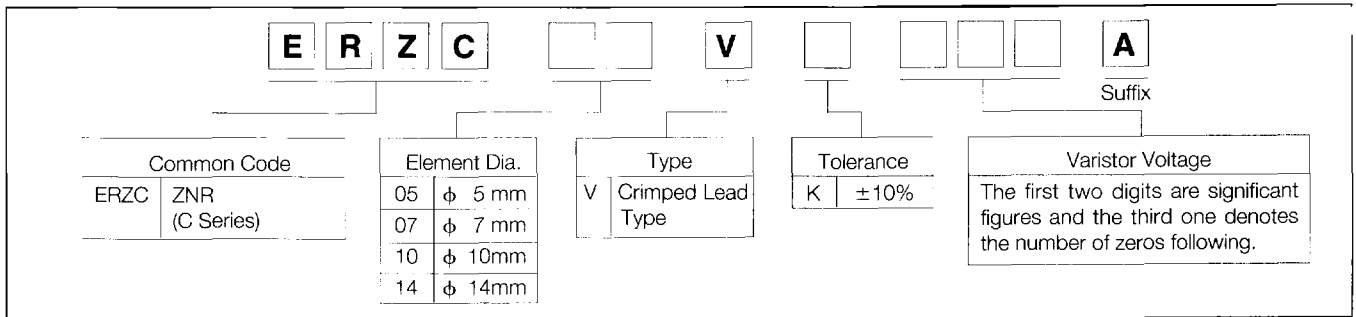 E R Z C V A
Suffix
Common Code
ERZC ZNR
(C Series)
Element Dia.
05 ϕ 5 mm
07 ϕ 7 mm
10 ϕ 10mm
14 ϕ 14mm
Type
V Crimped Lead
Type
Tolerance
K ±10%
Varistor Voltage
The first two digits are significant
figures and the third one denotes
the number of zeros following.